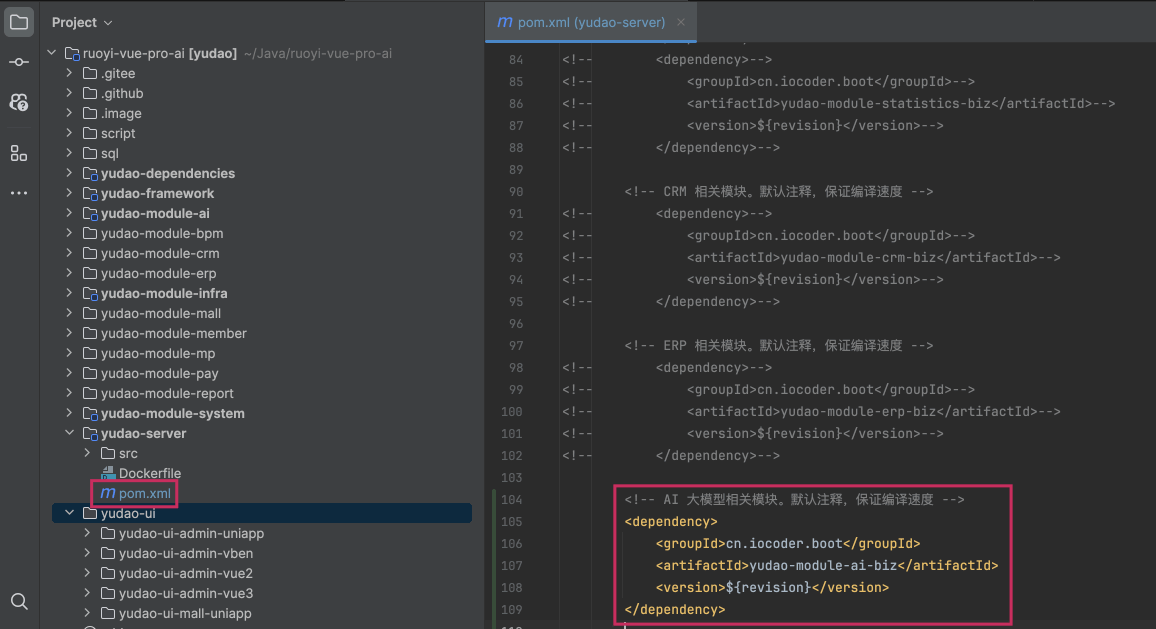 Project
ruoyi-vue-pro-ai [yudao] ~/Java/ruoyi-vue-pro-ai
.gitee
.github
.image
script
sql
yudao-dependencies
yudao-framework
yudao-module-ai
yudao-module-bpm
yudao-module-crm
yudao-module-erp
yudao-module-infra
yudao-module-mall
yudao-module-member
yudao-module-mp
yudao-module-pay
yudao-module-report
yudao-module-system
yudao-server
src
Dockerfile
m pom.xml
yudao-ui
yudao-ui-admin-uniapp
yudao-ui-admin-vben
yudao-ui-admin-vue2
yudao-ui-admin-vue3
yudao-ui-mall-uniapp
m pom.xml (yudao-server)
84 <!-- <dependency>-->
85 <!-- <groupId>cn.iocoder.boot</groupId>-->
86 <!-- <artifactId>yudao-module-statistics-biz</artifactId>-->
87 <!-- <version>${revision}</version>-->
88 <!-- </dependency>-->
89
90 <!-- CRM 相关模块。默认注释，保证编译速度 -->
91 <!-- <dependency>-->
92 <!-- <groupId>cn.iocoder.boot</groupId>-->
93 <!-- <artifactId>yudao-module-crm-biz</artifactId>-->
94 <!-- <version>${revision}</version>-->
95 <!-- </dependency>-->
96
97 <!-- ERP 相关模块。默认注释，保证编译速度 -->
98 <!-- <dependency>-->
99 <!-- <groupId>cn.iocoder.boot</groupId>-->
100 <!-- <artifactId>yudao-module-erp-biz</artifactId>-->
101 <!-- <version>${revision}</version>-->
102 <!-- </dependency>-->
103
104 <!-- AI 大模型相关模块。默认注释，保证编译速度 -->
105 <dependency>
106 <groupId>cn.iocoder.boot</groupId>
107 <artifactId>yudao-module-ai-biz</artifactId>
108 <version>${revision}</version>
109 </dependency>